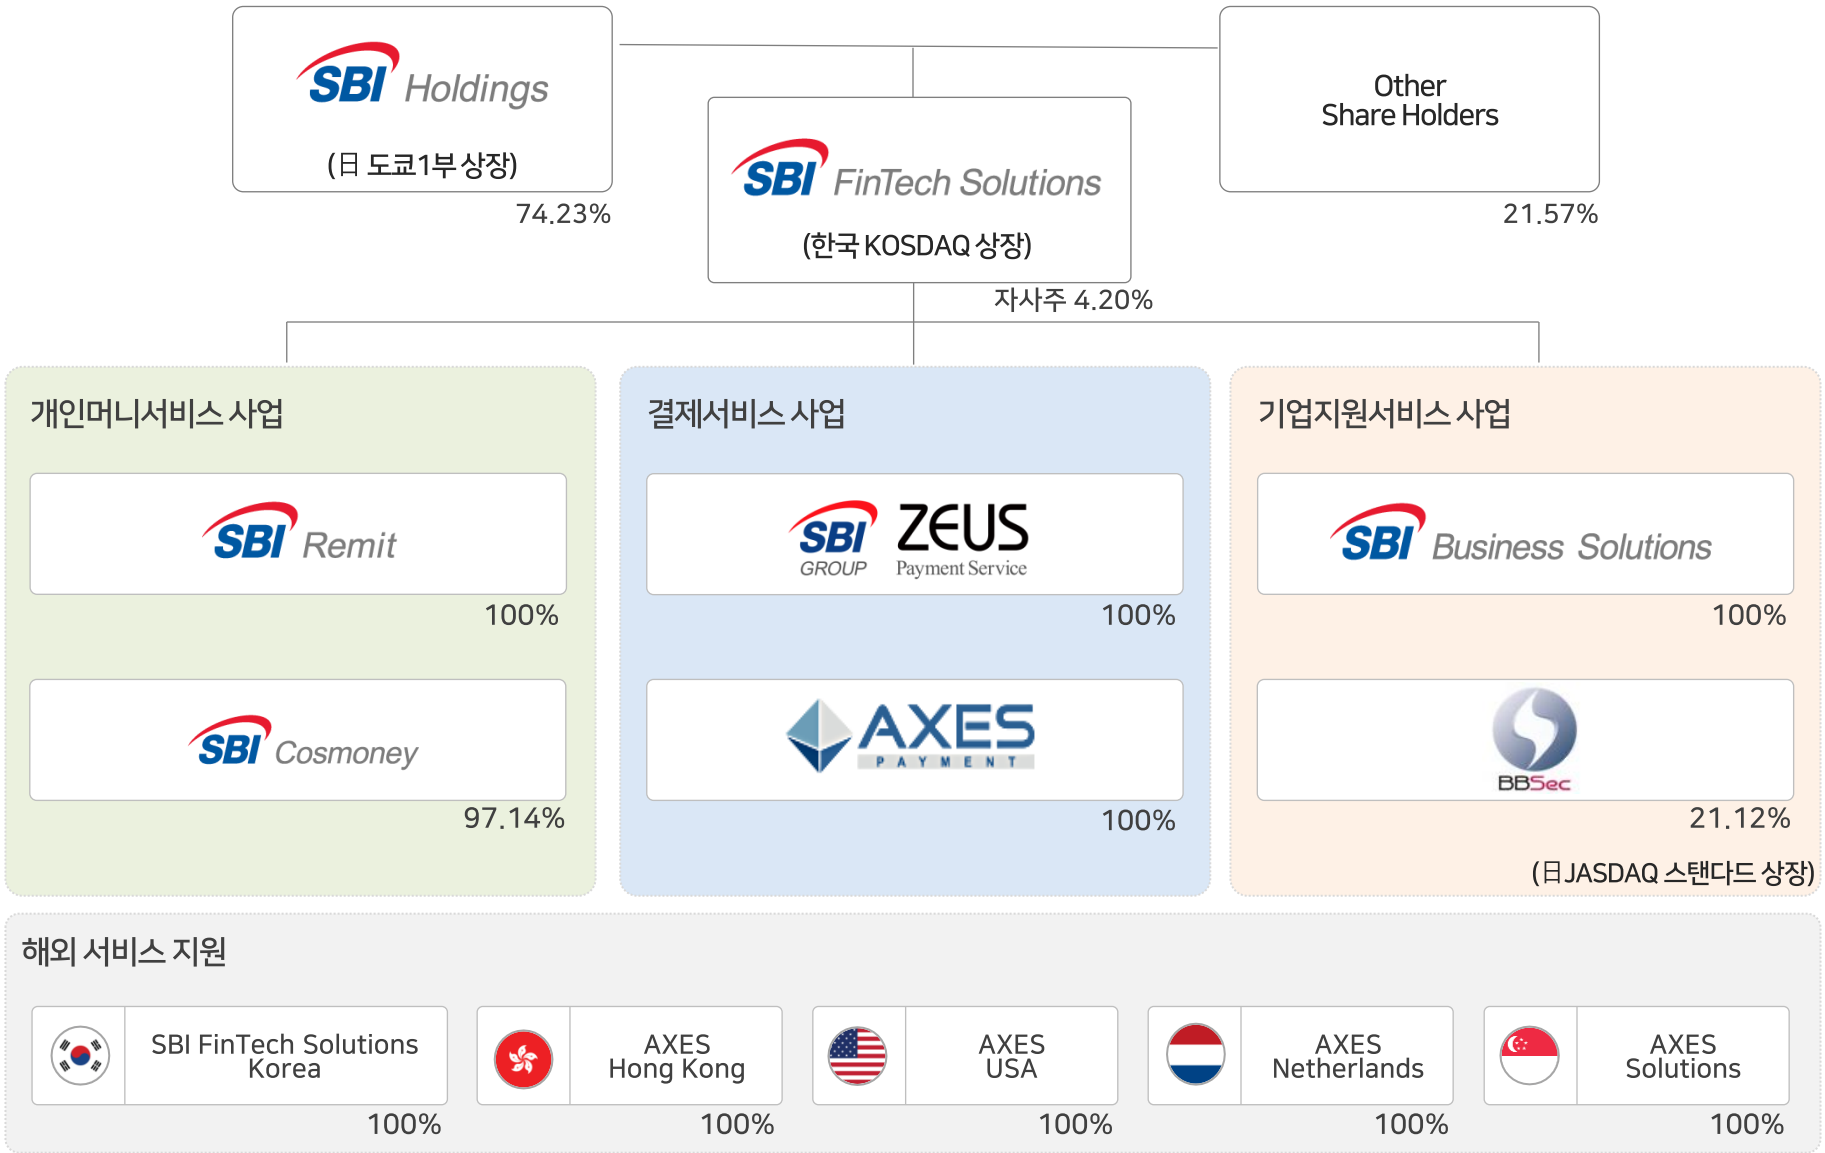 SBI Holdings
(日 도쿄1부 상장)
74.23%
SBI FinTech Solutions
(한국 KOSDAQ 상장)
자사주 4.20%
Other
Share Holders
21.57%
개인머니서비스 사업
SBI Remit
100%
SBI Cosmoney
97.14%
결제서비스 사업
SBI GROUP
ZEUS
Payment Service
100%
AXES
PAYMENT
100%
기업지원서비스 사업
SBI Business Solutions
100%
BBSec
21.12%
(日JASDAQ 스탠다드 상장)
해외 서비스 지원
SBI FinTech Solutions
Korea
100%
AXES
Hong Kong
100%
AXES
USA
100%
AXES
Netherlands
100%
AXES
Solutions
100%